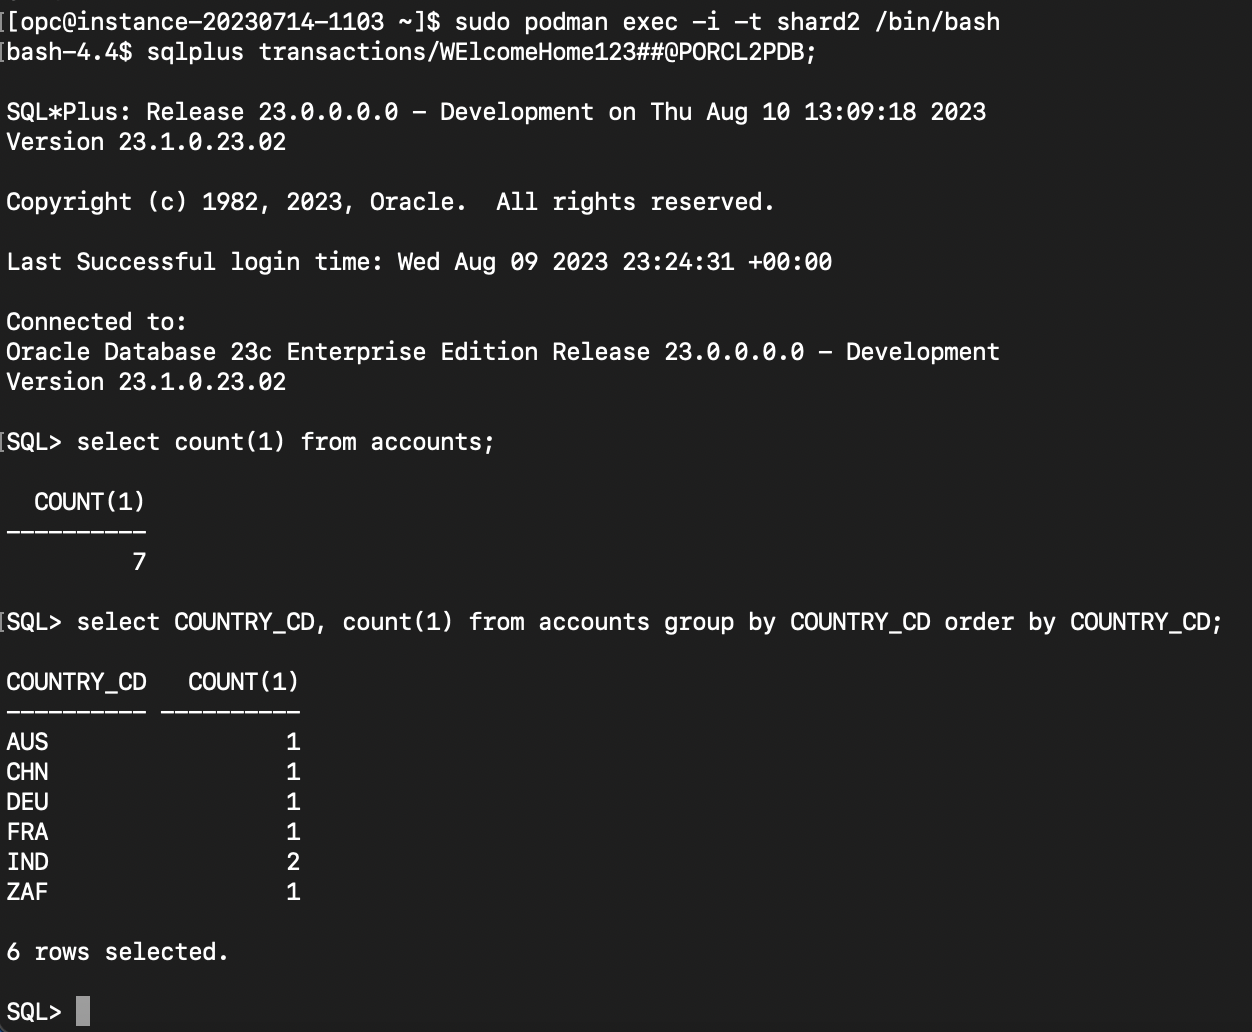 [[opc@instance-20230714-1103 ~]$ sudo podman exec -i -t shard2 /bin/bash
[bash-4.4$ sqlplus transactions/WElcomeHome123##@PORCL2PDB;
SQL*Plus: Release 23.0.0.0.0 - Development on Thu Aug 10 13:09:18 2023
Version 23.1.0.23.02
Copyright (c) 1982, 2023, Oracle.  All rights reserved.
Last Successful login time: Wed Aug 09 2023 23:24:31 +00:00
Connected to:
Oracle Database 23c Enterprise Edition Release 23.0.0.0.0 - Development
Version 23.1.0.23.02
[SQL> select count(1) from accounts;
  COUNT(1)
----------
         7
[SQL> select COUNTRY_CD, count(1) from accounts group by COUNTRY_CD order by COUNTRY_CD;
COUNTRY_CD   COUNT(1)
---------- ----------
AUS                 1
CHN                 1
DEU                 1
FRA                 1
IND                 2
ZAF                 1
6 rows selected.
SQL>